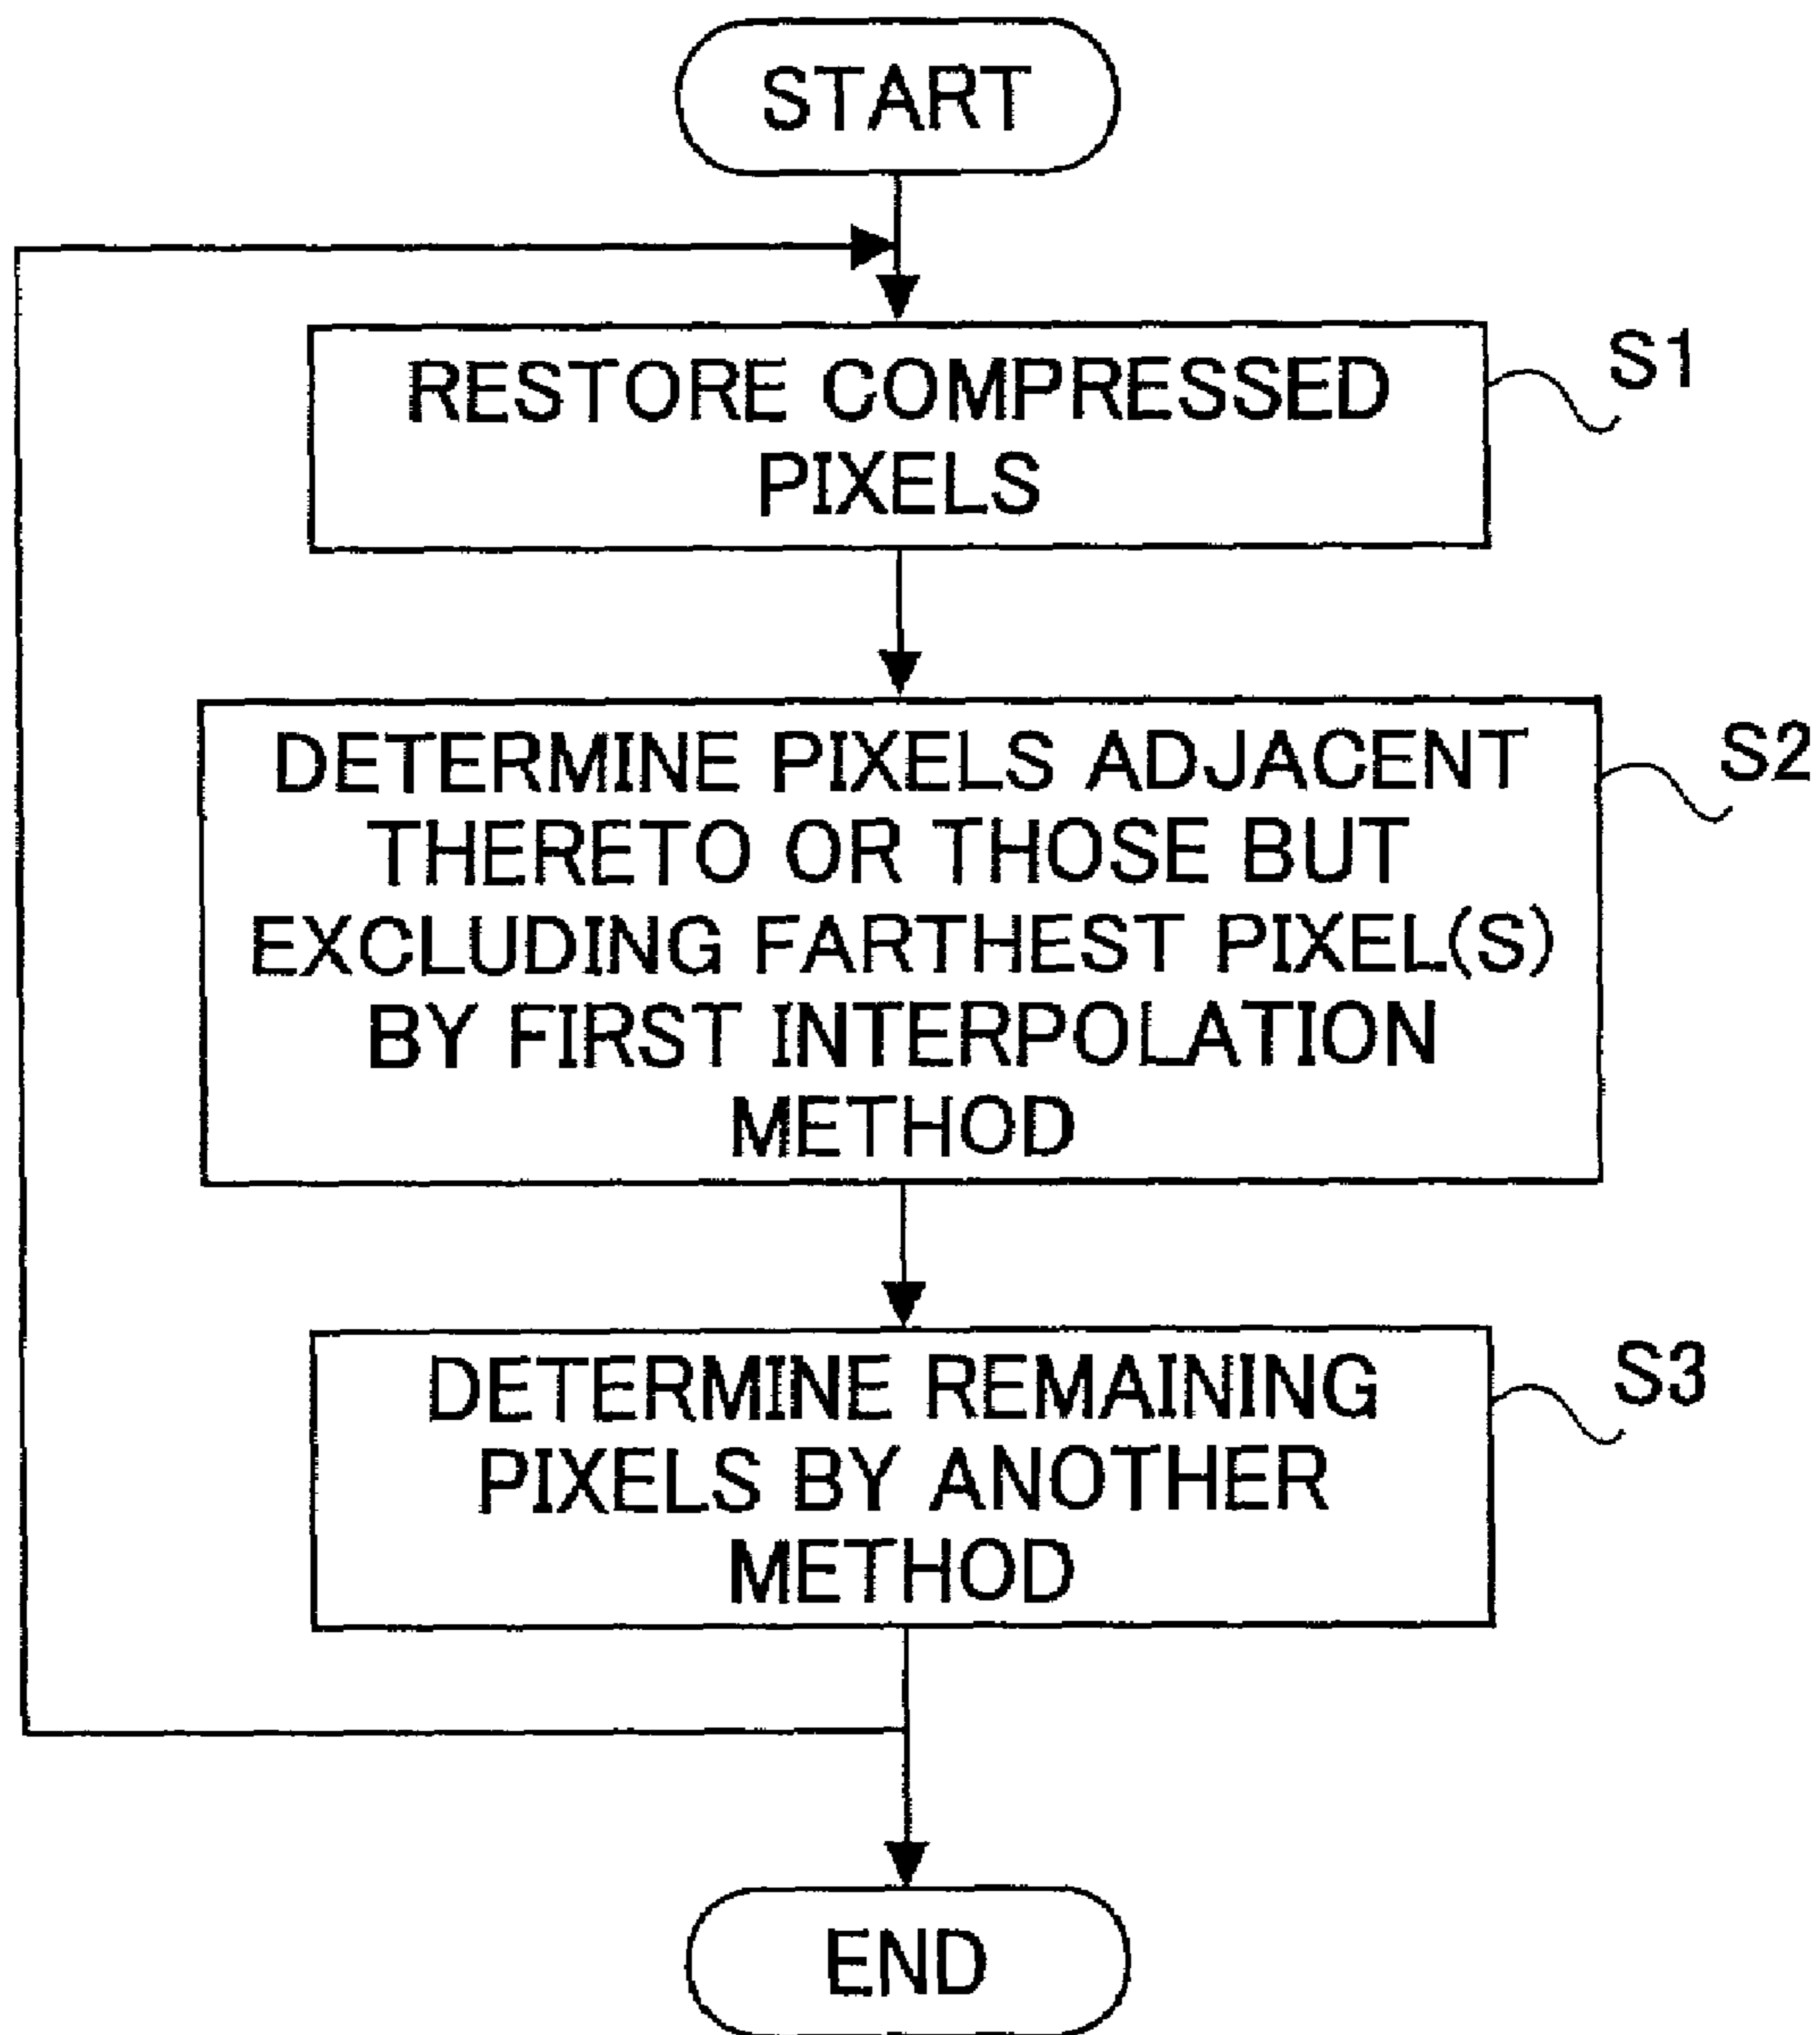 START
RESTORE COMPRESSED
PIXELS
S1
DETERMINE PIXELS ADJACENT
THERETO OR THOSE BUT
EXCLUDING FARTHEST PIXEL(S)
BY FIRST INTERPOLATION
METHOD
S2
DETERMINE REMAINING
PIXELS BY ANOTHER
METHOD
S3
END